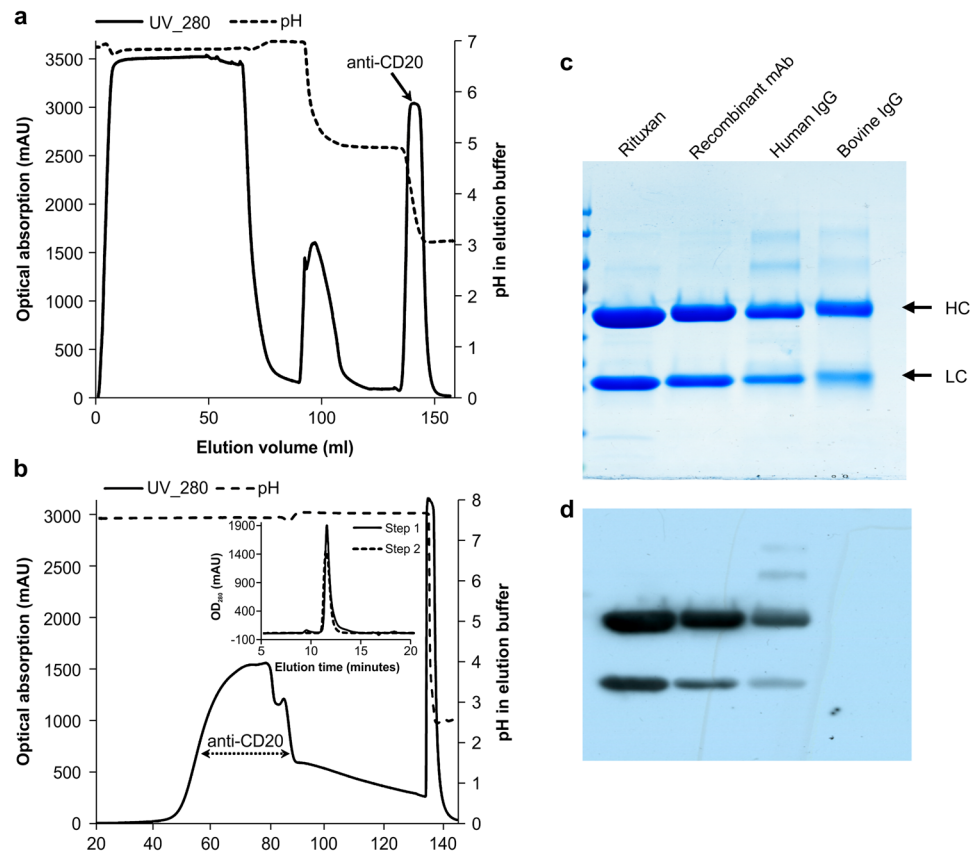 a
UV_280 pH
3500
3000
2500
2000
1500
1000
500
0
Optical absorption (mAU)
anti-CD20
7
6
5
4
3
2
1
0
pH in elution buffer
0 50 100 150
Elution volume (ml)
b
UV_280 pH
3000
2500
2000
1500
1000
500
0
Optical absorption (mAU)
1900
1400
900
400
-100
OD280 (mAU)
Step 1
Step 2
5 10 15 20
Elution time (minutes)
anti-CD20
8
7
6
5
4
3
2
1
0
pH in elution buffer
20 40 60 80 100 120 140
c
Rituxan
Recombinant mAb
Human IgG
Bovine IgG
HC
LC
d